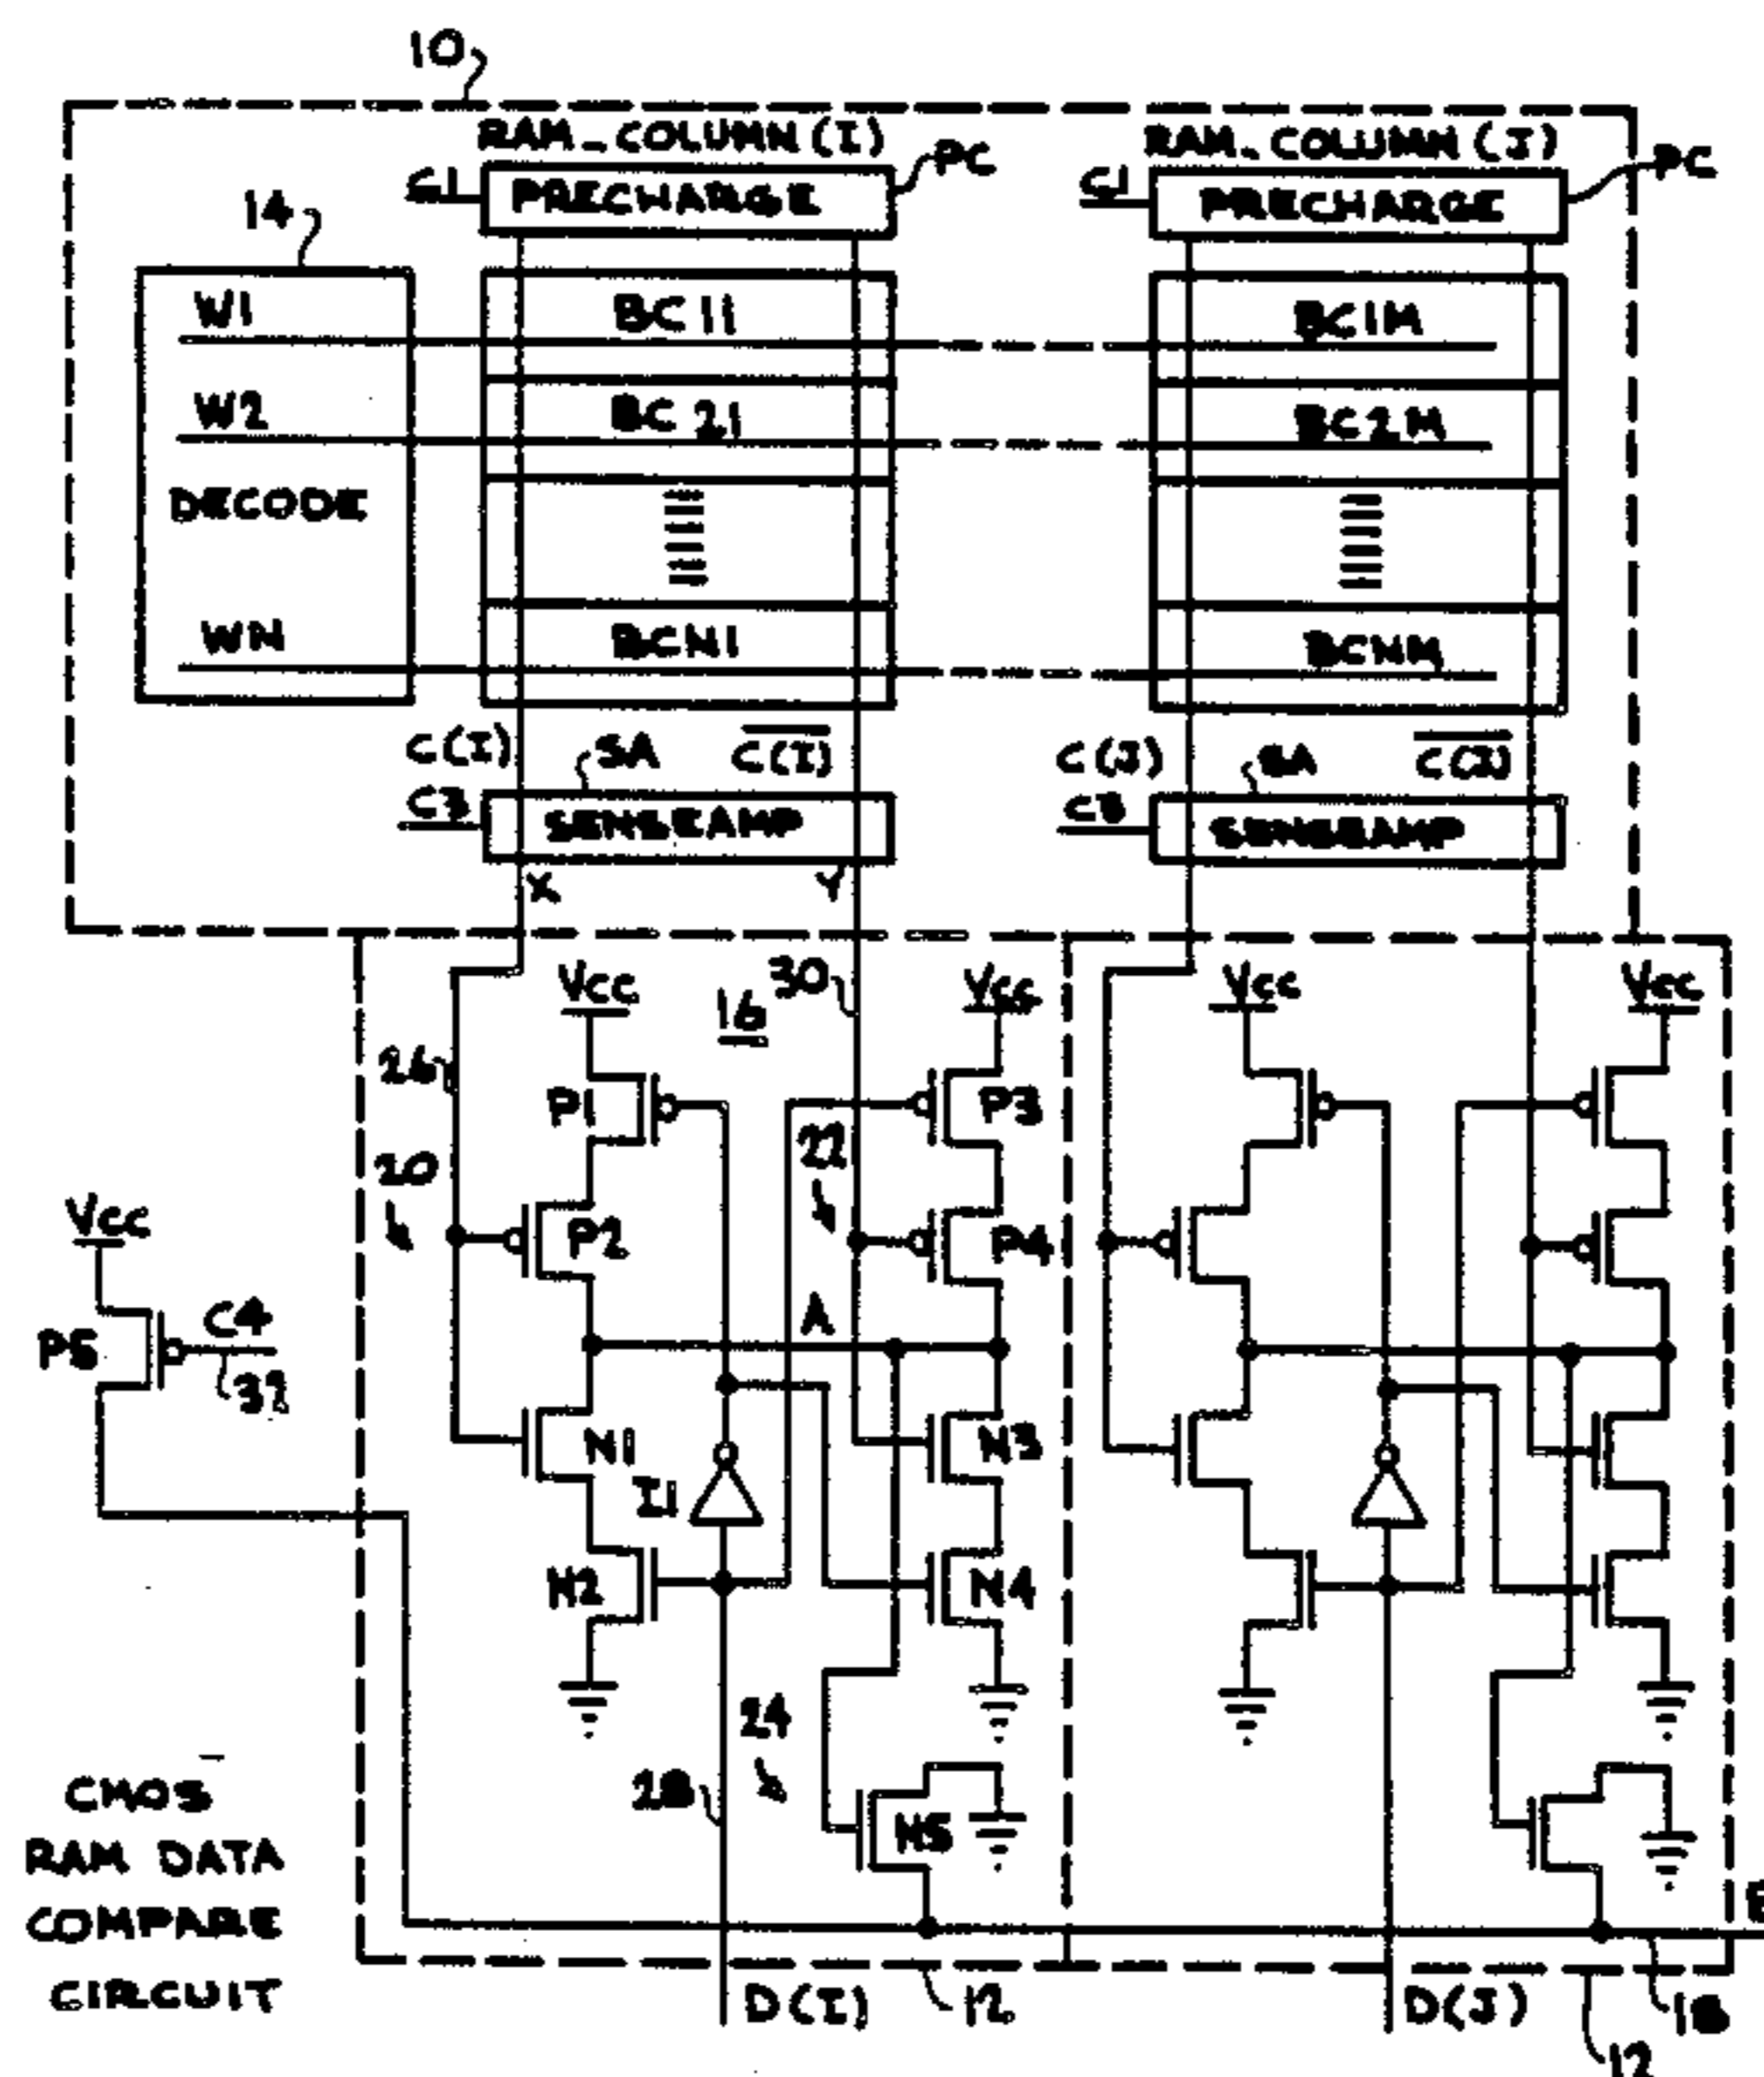 10
RAM_COLUMN (I)
RAM_COLUMN (J)
C1
PRECHARGE
PC
C1
PRECHARGE
PC
14
W1
BC11
BC1M
W2
BC21
BC2M
DECODE
WN
BCN1
BCNM
C(I)
SA
C(I)
C(J)
SA
C(J)
C3
SENSEAMP
C3
SENSEAMP
X
Y
Vcc
16
30
Vcc
Vcc
Vcc
26
P1
P3
20
22
Vcc
P2
P4
A
P5
C4
32
N1
N3
I1
N2
N4
24
28
N5
CMOS
RAM DATA
COMPARE
CIRCUIT
D(I)
12
D(J)
18
12